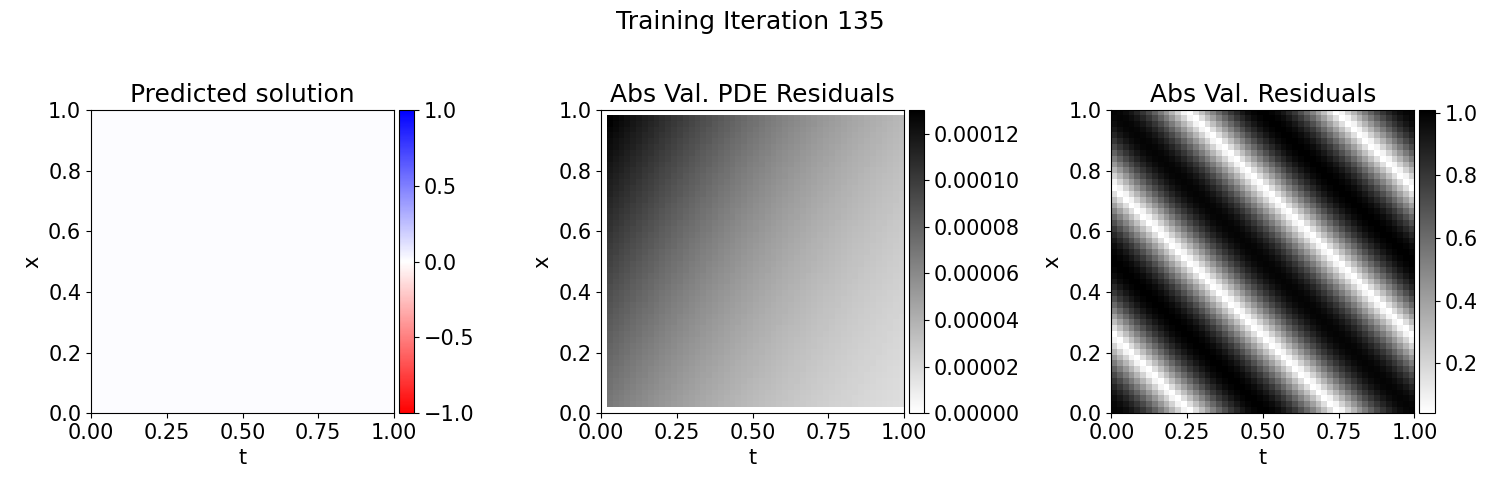 Training Iteration 135
Predicted solution
1.0
0.8
0.6
0.4
0.2
0.0
x
0.00 0.25 0.50 0.75 1.00
t
1.0
0.5
0.0
−0.5
−1.0
Abs Val. PDE Residuals
1.0
0.8
0.6
0.4
0.2
0.0
x
0.00 0.25 0.50 0.75 1.00
t
0.00012
0.00010
0.00008
0.00006
0.00004
0.00002
0.00000
Abs Val. Residuals
1.0
0.8
0.6
0.4
0.2
0.0
x
0.00 0.25 0.50 0.75 1.00
t
1.0
0.8
0.6
0.4
0.2